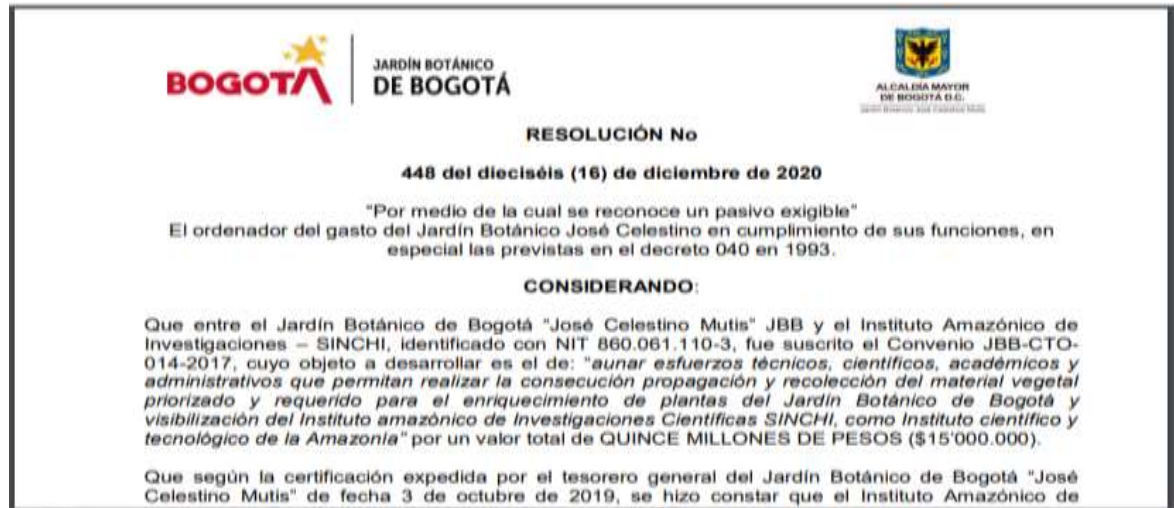 BOGOTÁ
JARDÍN BOTÁNICO
DE BOGOTÁ
ALCALDÍA MAYOR
DE BOGOTÁ D.C.
Jardín Botánico José Celestino Mutis
RESOLUCIÓN No
448 del dieciséis (16) de diciembre de 2020
"Por medio de la cual se reconoce un pasivo exigible"
El ordenador del gasto del Jardín Botánico José Celestino en cumplimiento de sus funciones, en
especial las previstas en el decreto 040 en 1993.
CONSIDERANDO:
Que entre el Jardín Botánico de Bogotá "José Celestino Mutis" JBB y el Instituto Amazónico de
Investigaciones – SINCHI, identificado con NIT 860.061.110-3, fue suscrito el Convenio JBB-CTO-
014-2017, cuyo objeto a desarrollar es el de: "aunar esfuerzos técnicos, científicos, académicos y
administrativos que permitan realizar la consecución propagación y recolección del material vegetal
priorizado y requerido para el enriquecimiento de plantas del Jardín Botánico de Bogotá y
visibilización del Instituto amazónico de Investigaciones Científicas SINCHI, como Instituto científico y
tecnológico de la Amazonía" por un valor total de QUINCE MILLONES DE PESOS ($15'000.000).
Que según la certificación expedida por el tesorero general del Jardín Botánico de Bogotá "José
Celestino Mutis" de fecha 3 de octubre de 2019, se hizo constar que el Instituto Amazónico de